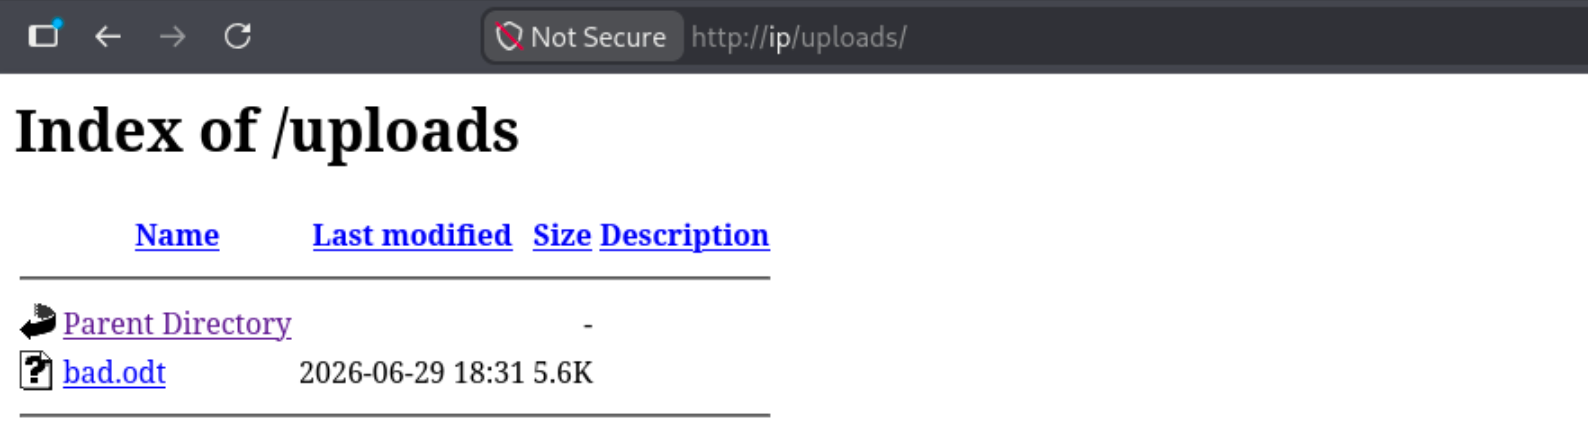 Not Secure http://ip/uploads/
Index of /uploads
Name Last modified Size Description
Parent Directory -
bad.odt 2026-06-29 18:31 5.6K